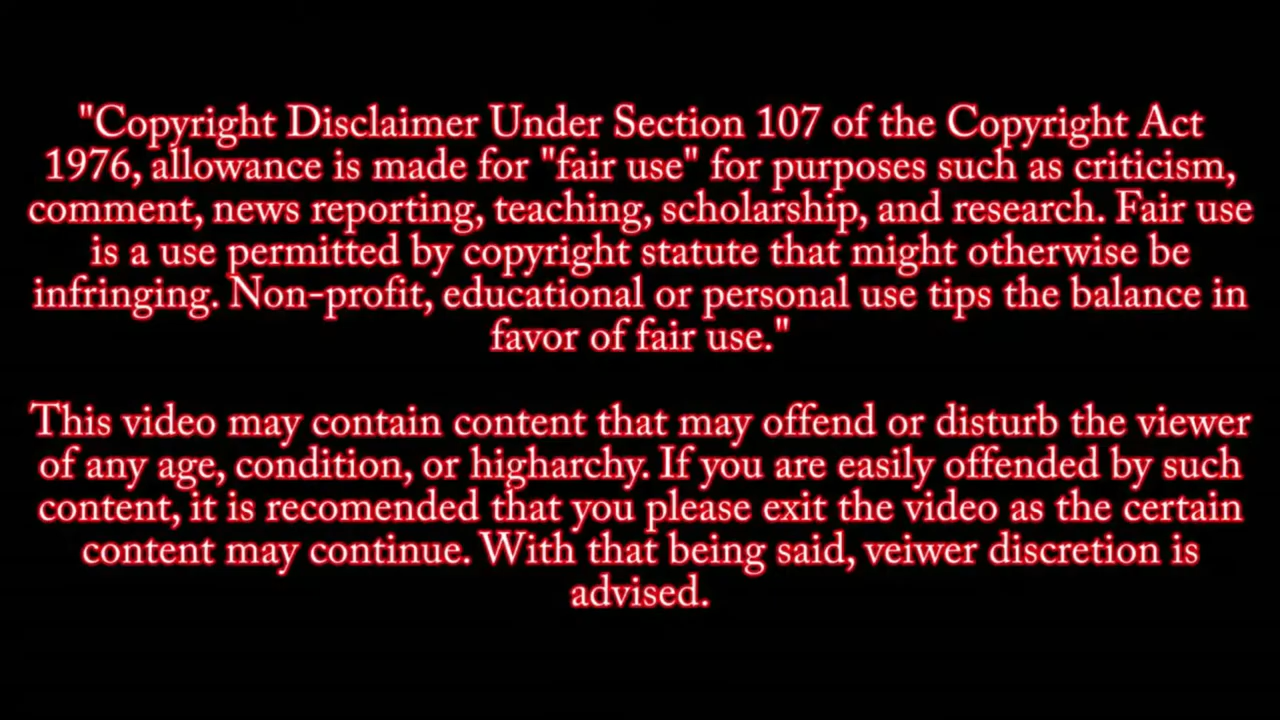 "Copyright Disclaimer Under Section 107 of the Copyright Act
1976, allowance is made for "fair use" for purposes such as criticism,
comment, news reporting, teaching, scholarship, and research. Fair use
is a use permitted by copyright statute that might otherwise be
infringing. Non-profit, educational or personal use tips the balance in
favor of fair use."
This video may contain content that may offend or disturb the viewer
of any age, condition, or higharchy. If you are easily offended by such
content, it is recomended that you please exit the video as the certain
content may continue. With that being said, veiwer discretion is
advised.